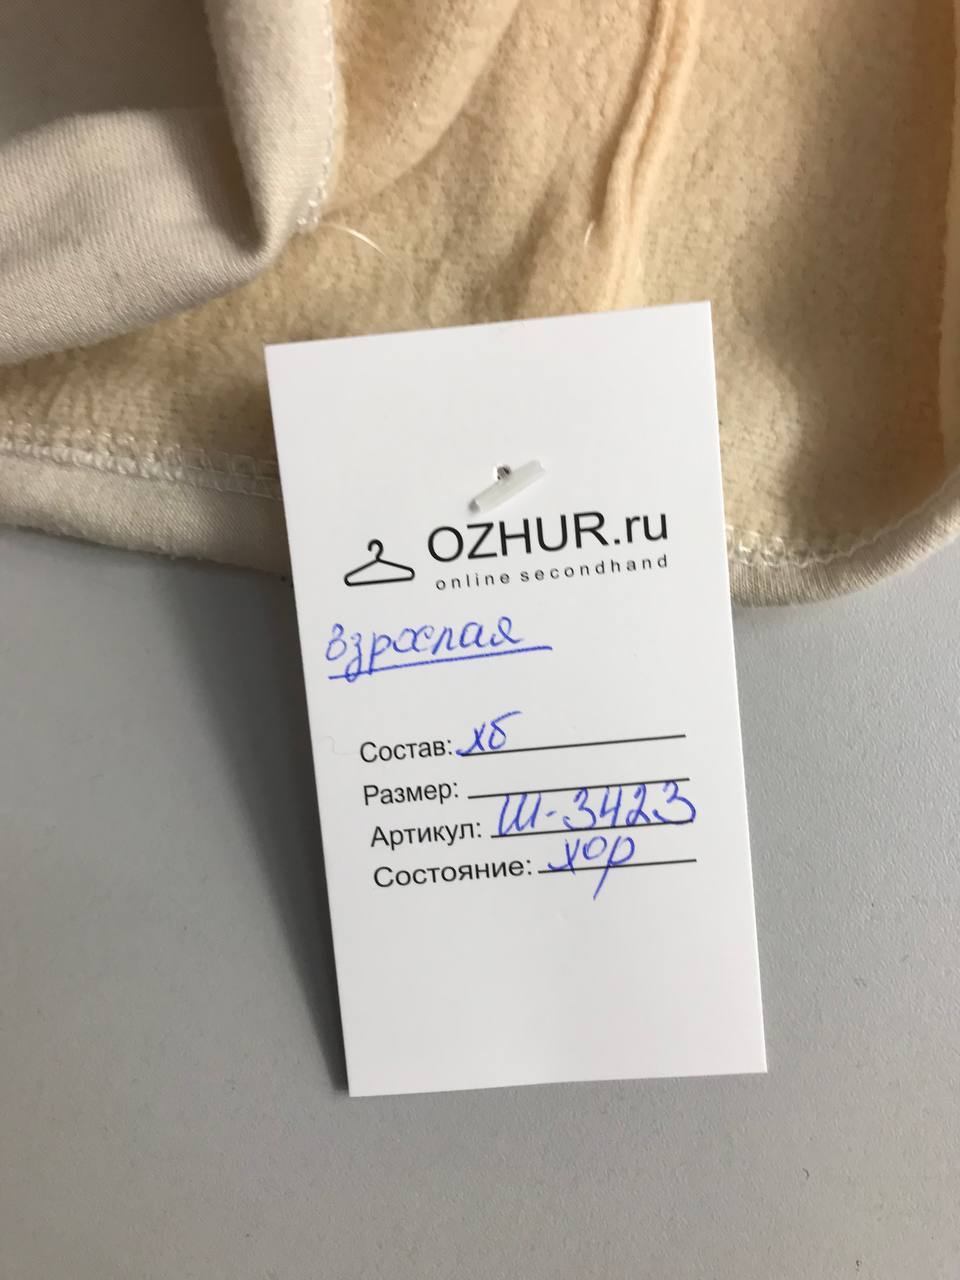 OZHUR.ru
online secondhand
взрослая
Состав: хб
Размер:
Артикул: Ш-3423
Состояние: хор